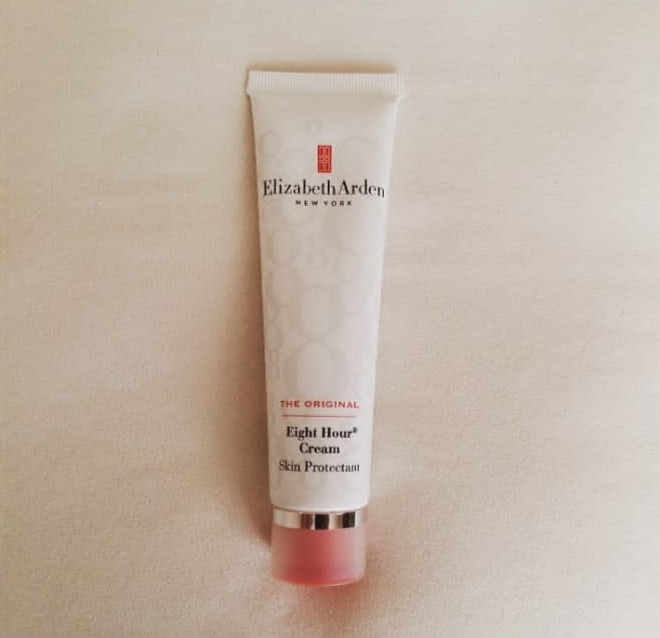 ElizabethArden
NEW YORK
THE ORIGINAL
Eight Hour®
Cream
Skin Protectant